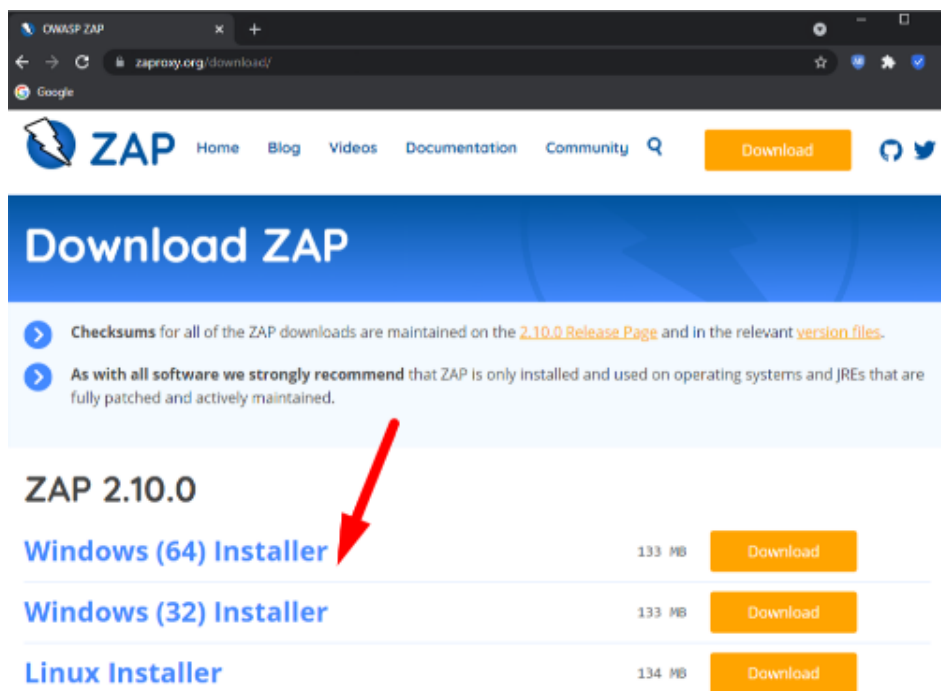 OWASP ZAP
zaproxy.org/download/
Google
ZAP Home Blog Videos Documentation Community Download
Download ZAP
Checksums for all of the ZAP downloads are maintained on the 2.10.0 Release Page and in the relevant version files.
As with all software we strongly recommend that ZAP is only installed and used on operating systems and JREs that are
fully patched and actively maintained.
ZAP 2.10.0
Windows (64) Installer 133 MB Download
Windows (32) Installer 133 MB Download
Linux Installer 134 MB Download